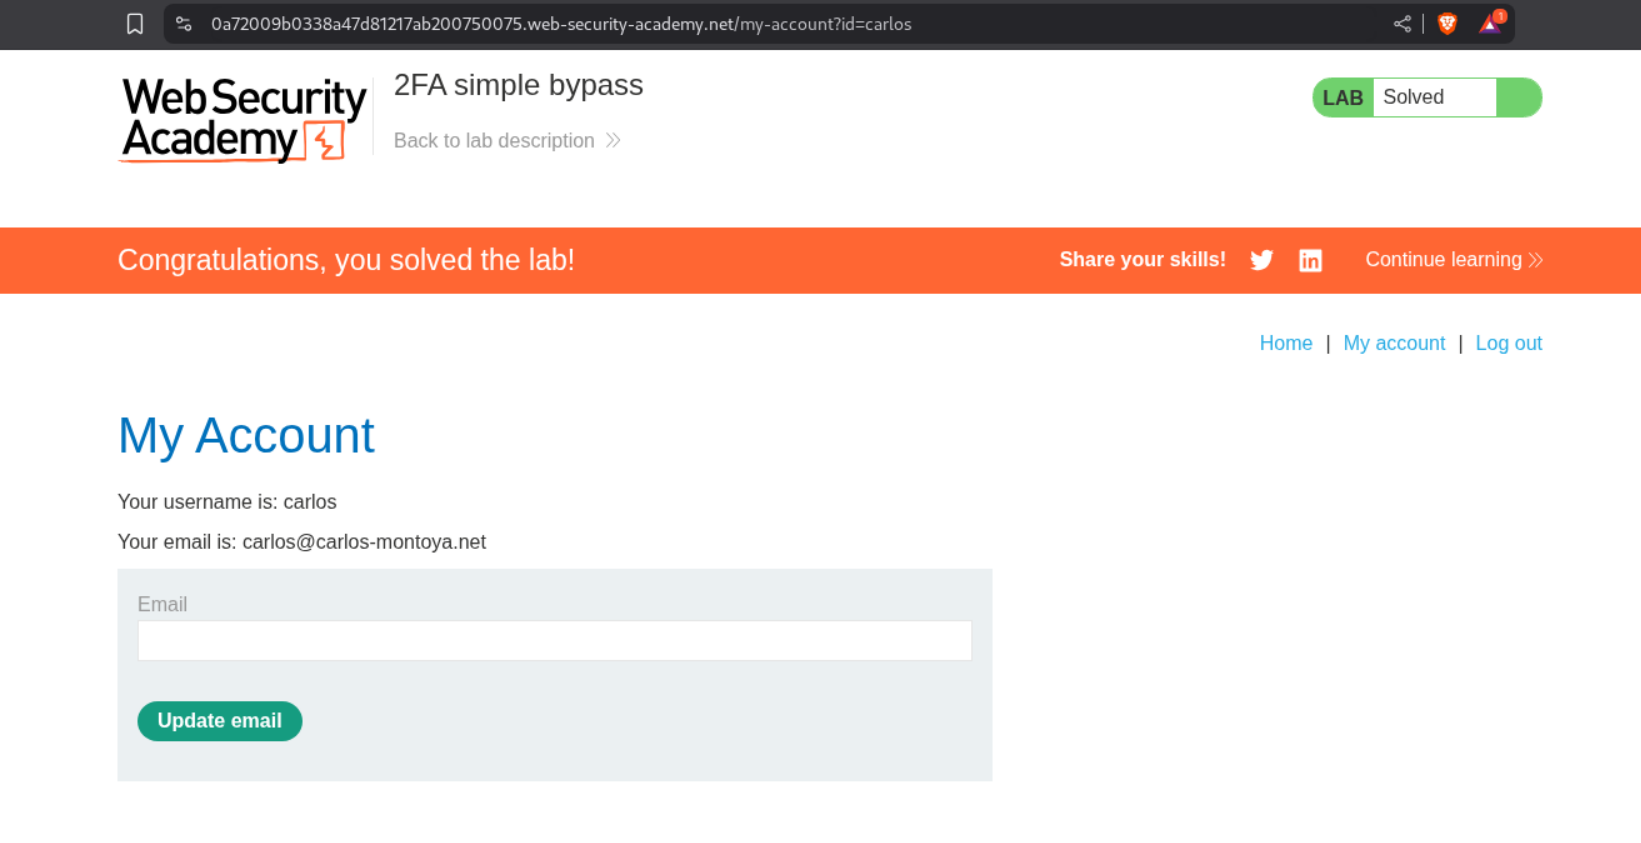 0a72009b0338a47d81217ab200750075.web-security-academy.net/my-account?id=carlos
1
Web Security
Academy
2FA simple bypass
Back to lab description
LAB Solved
Congratulations, you solved the lab!
Share your skills!
Continue learning
Home | My account | Log out
My Account
Your username is: carlos
Your email is: carlos@carlos-montoya.net
Email
Update email